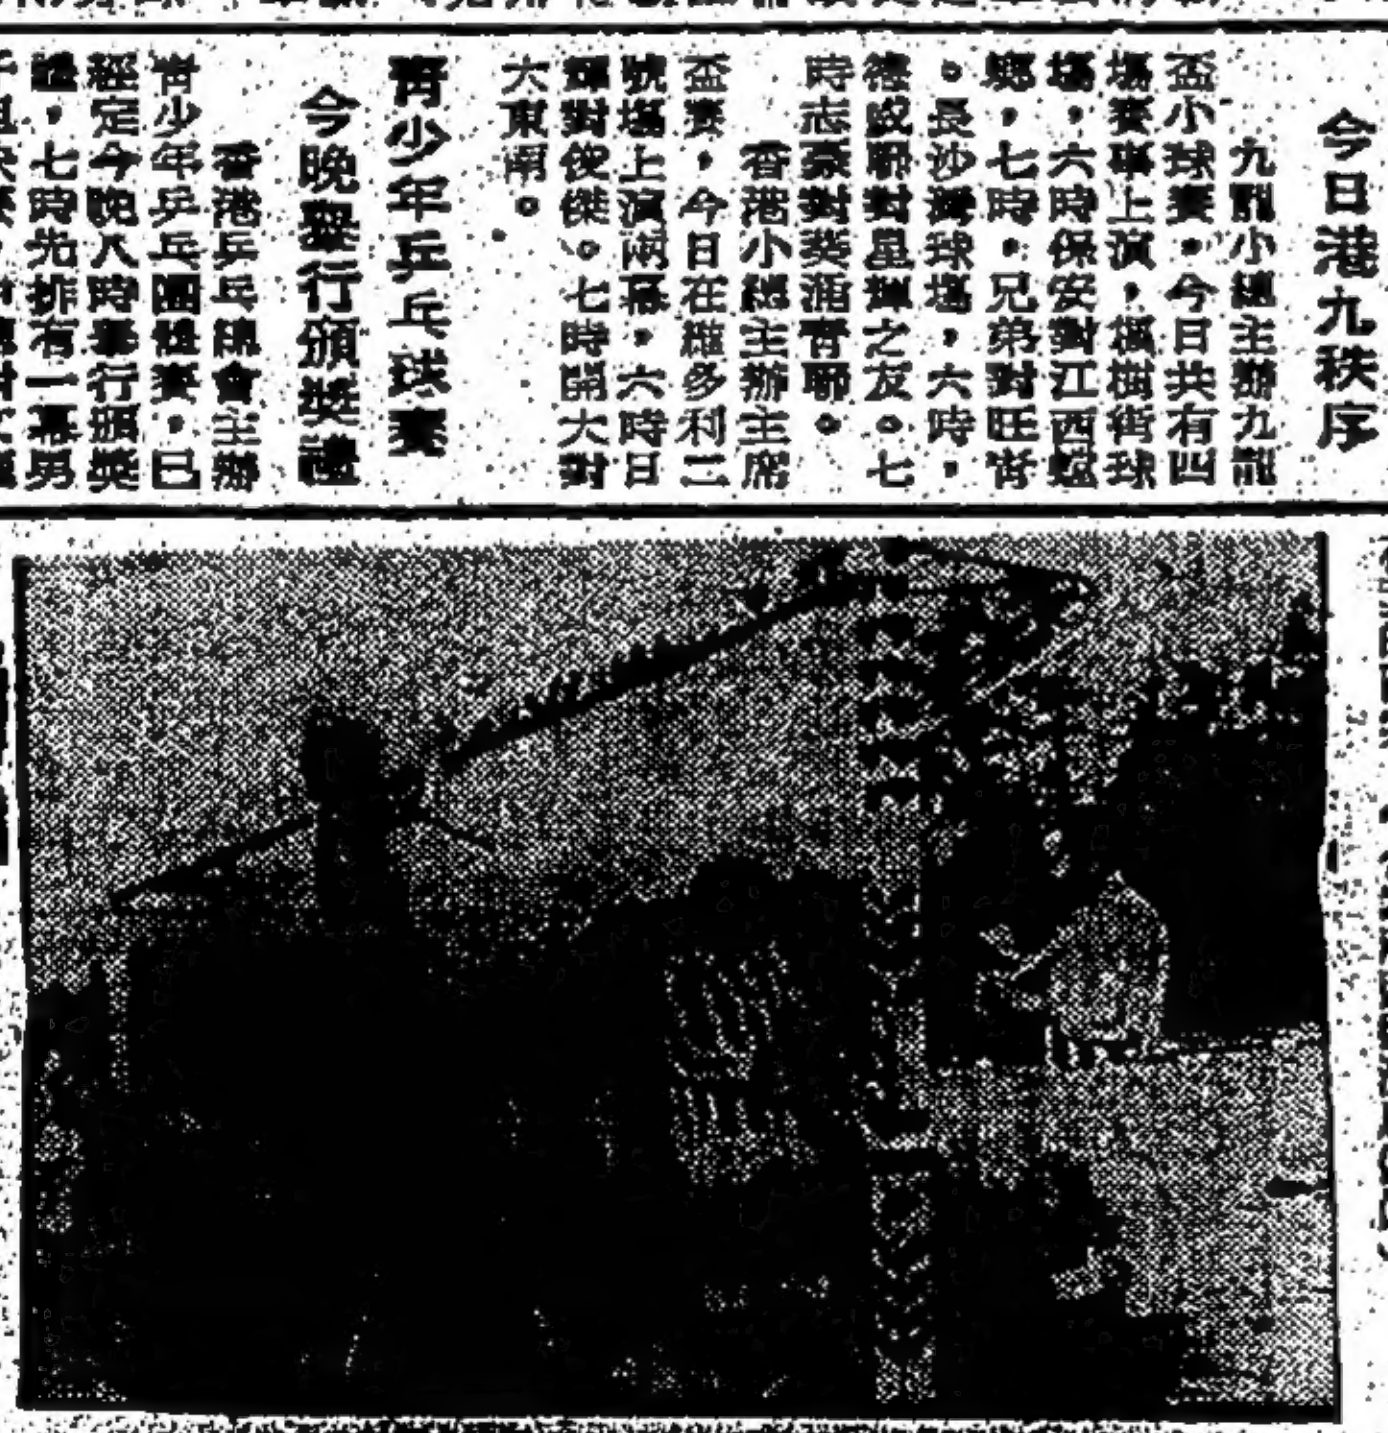 今日港九秩序
九龍小總主辦九龍
盃小球賽，今日共有四
場賽事上演，楓樹街球
場，六時保安對江西
鄉，七時，兄弟對旺青
。長沙灣球場，六時，
德成聯對星輝之友。七
時志豪對葵涌青聯。
香港小總主辦主席
盃賽，今日在維多利二
號場上演兩幕，六時日
輝對俊傑。七時開大對
大東南。
青少年乒乓球賽
今晚舉行頒獎禮
香港乒乓總會主辦
青少年乒乓團體賽，已
經定今晚八時舉行頒獎
禮，七時先排有一幕男